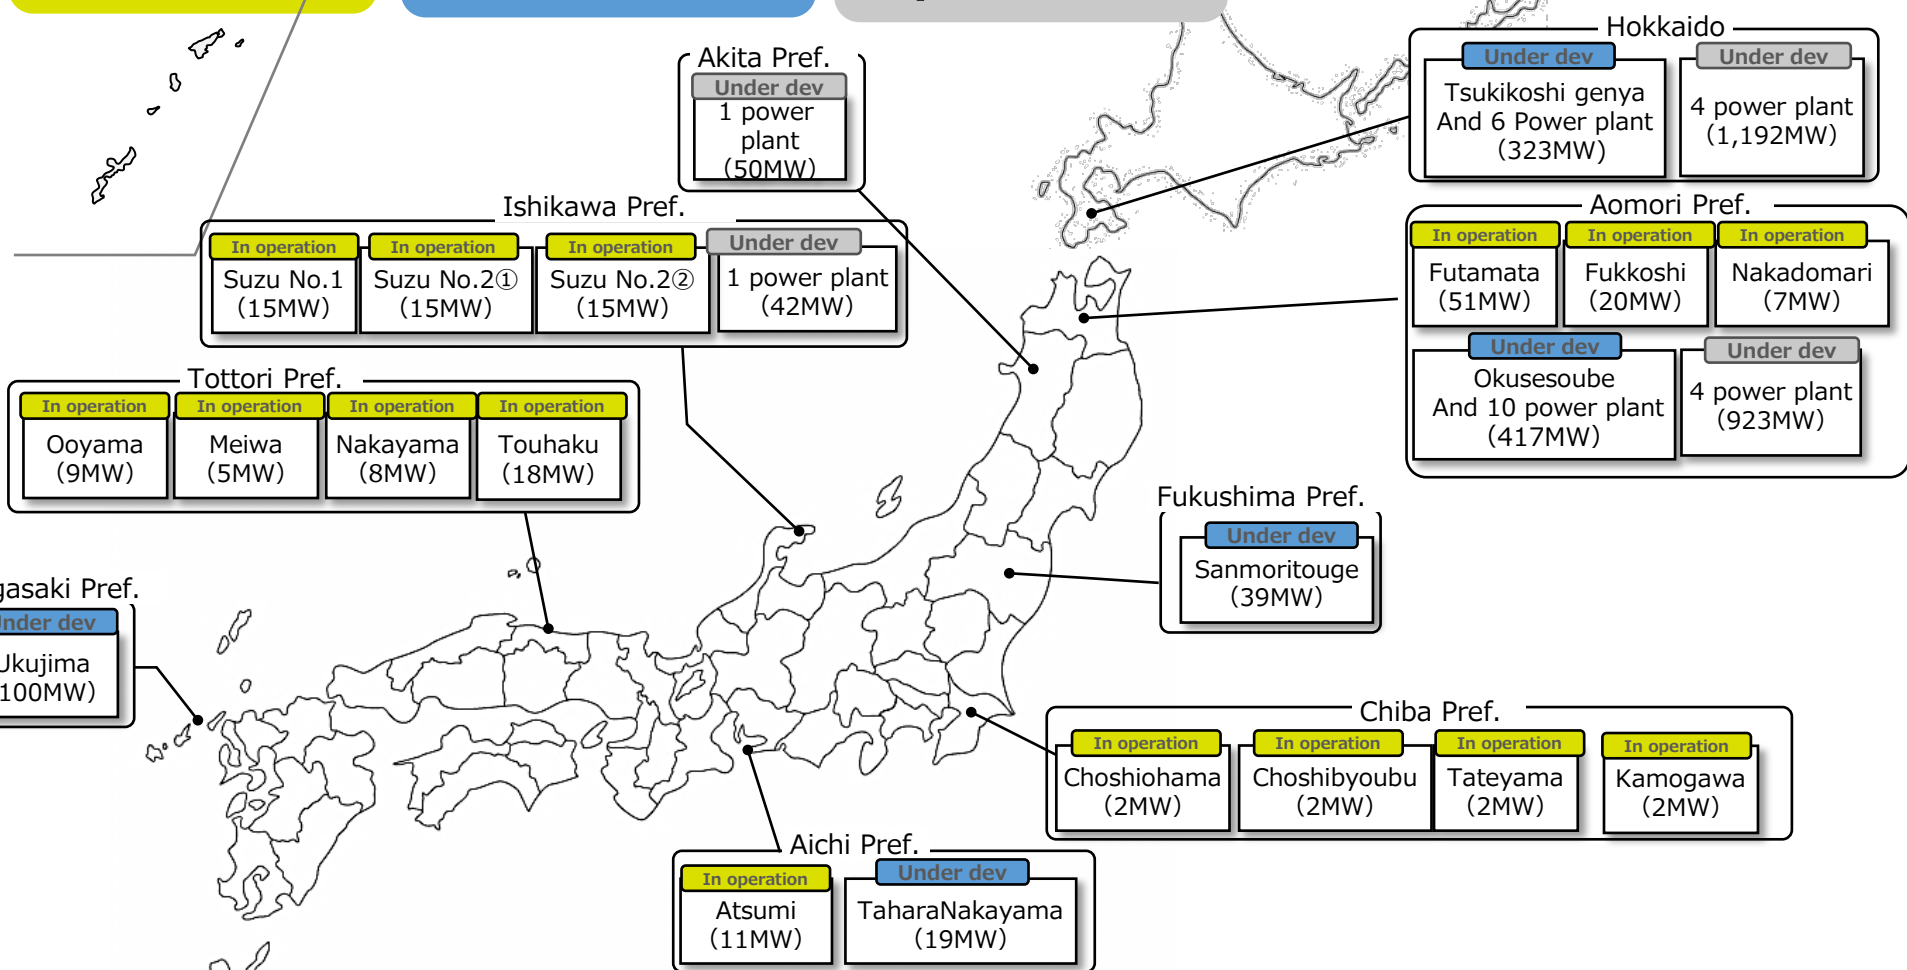 Hokkaido
Under dev
Tsukikoshi genya
And 6 Power plant
(323MW)
Under dev
4 power plant
(1,192MW)
Akita Pref.
Under dev
1 power
plant
(50MW)
Ishikawa Pref.
In operation
Suzu No.1
(15MW)
In operation
Suzu No.2①
(15MW)
In operation
Suzu No.2②
(15MW)
Under dev
1 power plant
(42MW)
Aomori Pref.
In operation
Futamata
(51MW)
In operation
Fukkoshi
(20MW)
In operation
Nakadomari
(7MW)
Under dev
Okusesoube
And 10 power plant
(417MW)
Under dev
4 power plant
(923MW)
Tottori Pref.
In operation
Ooyama
(9MW)
In operation
Meiwa
(5MW)
In operation
Nakayama
(8MW)
In operation
Touhaku
(18MW)
Fukushima Pref.
Under dev
Sanmoritouge
(39MW)
gasaki Pref.
Under dev
Ukujima
100MW)
Chiba Pref.
In operation
Choshiohama
(2MW)
In operation
Choshibyoubu
(2MW)
In operation
Tateyama
(2MW)
In operation
Kamogawa
(2MW)
Aichi Pref.
In operation
Atsumi
(11MW)
Under dev
TaharaNakayama
(19MW)